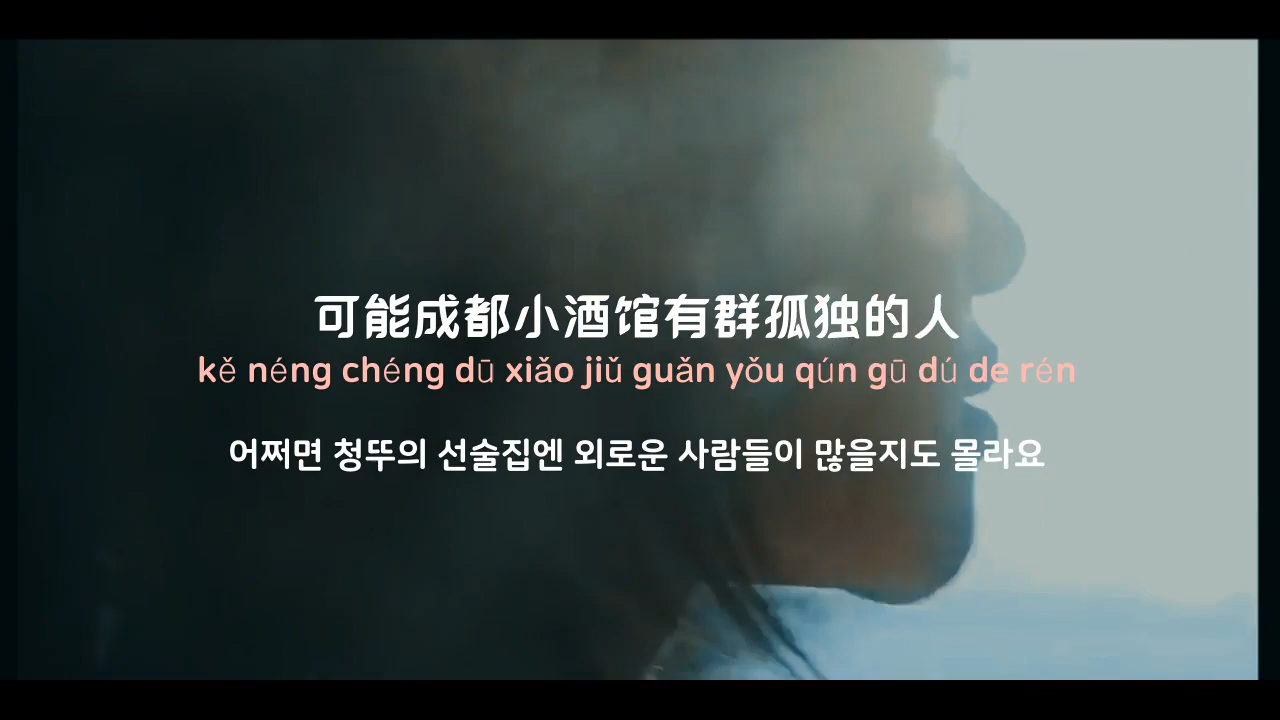 可能成都小酒馆有群孤独的人
kě néng chéng dū xiǎo jiǔ guǎn yǒu qún gū dú de rén
어쩌면 청뚜의 선술집엔 외로운 사람들이 많을지도 몰라요